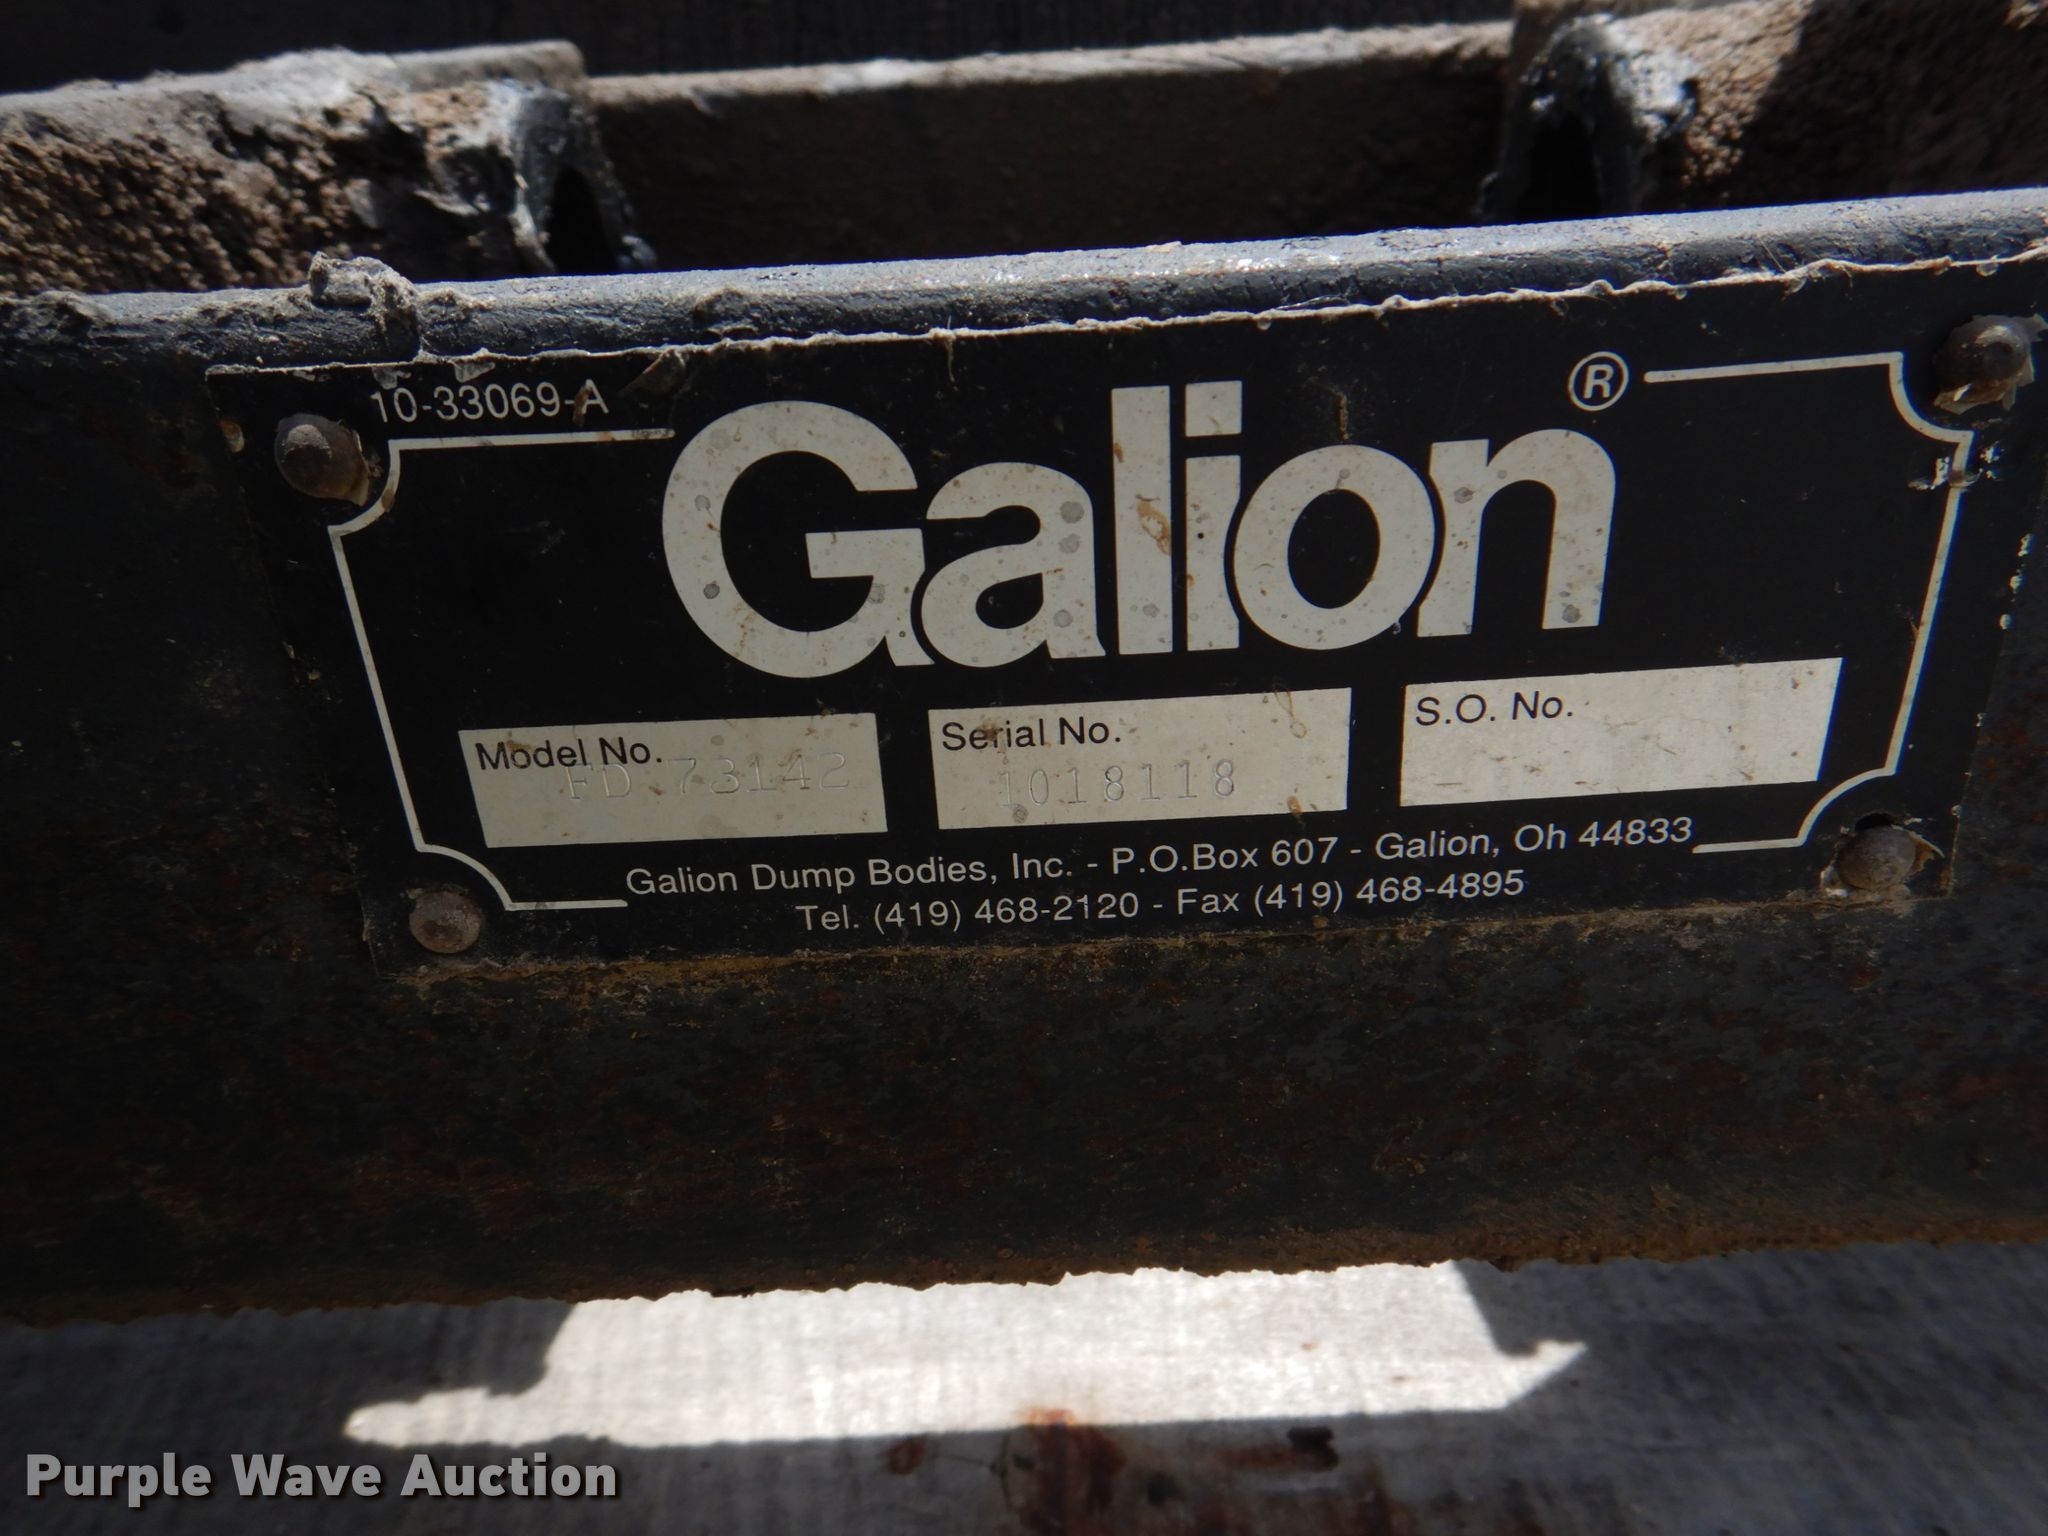 10-33069-A
Galion®
Model No.
FD 73142
Serial No.
1018118
S.O. No.
-
Galion Dump Bodies, Inc. - P.O.Box 607 - Galion, Oh 44833
Tel. (419) 468-2120 - Fax (419) 468-4895
Purple Wave Auction